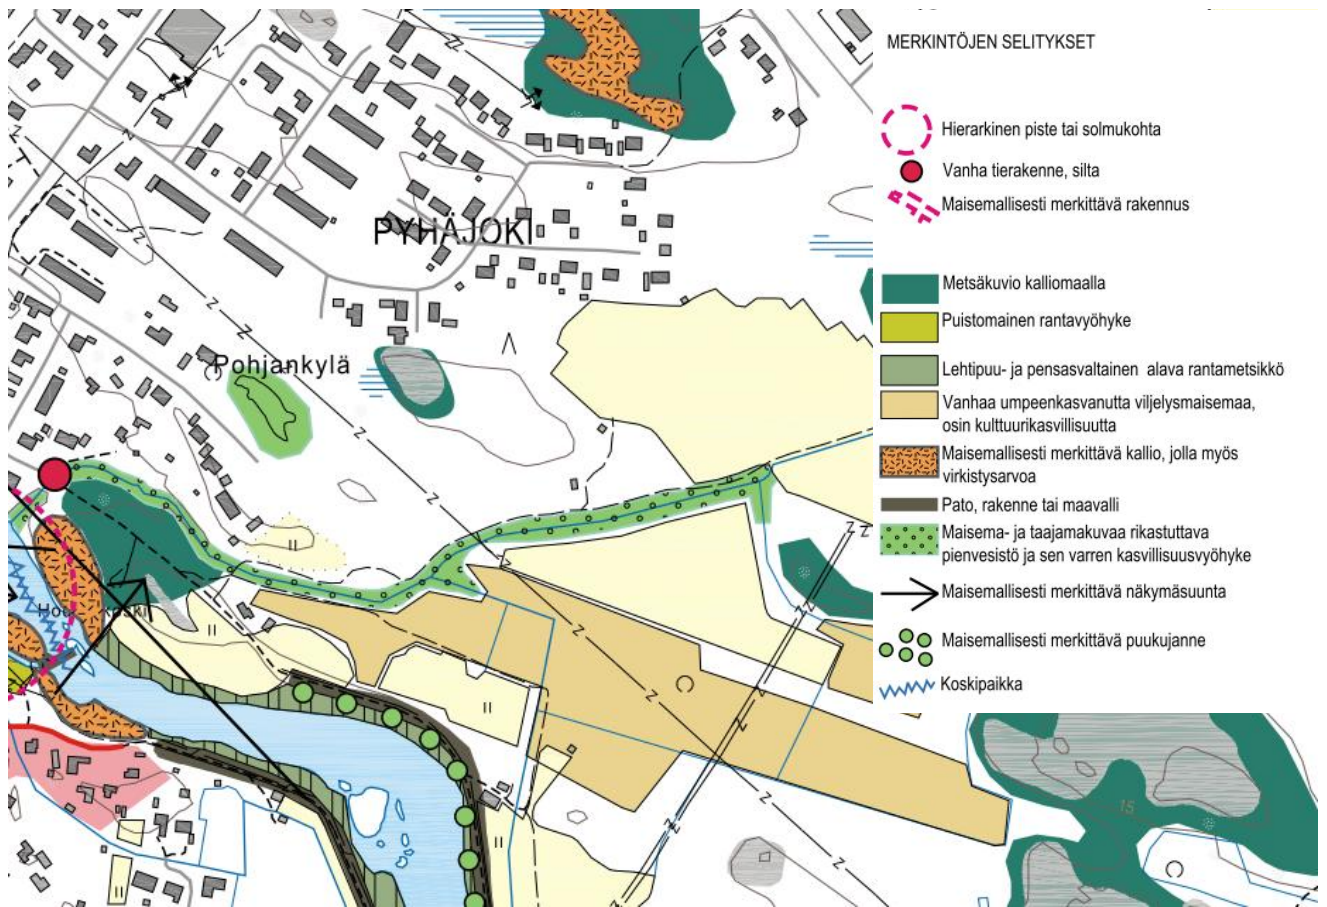 MERKINTÖJEN SELITYKSET
Hierarkinen piste tai solmukohta
Vanha tierakenne, silta
Maisemallisesti merkittävä rakennus
Metsäkuvio kalliomaalla
Puistomainen rantavyöhyke
Lehtipuu- ja pensasvaltainen alava rantametsikkö
Vanhaa umpeenkasvanutta viljelysmaisemaa,
osin kulttuurikasvillisuutta
Maisemallisesti merkittävä kallio, jolla myös
virkistysarvoa
Pato, rakenne tai maavalli
Maisema- ja taajamakuvaa rikastuttava
pienvesistö ja sen varren kasvillisuusvyöhyke
Maisemallisesti merkittävä näkymäsuunta
Maisemallisesti merkittävä puukujanne
Koskipaikka
PYHÄJOKI
Pohjankylä
15